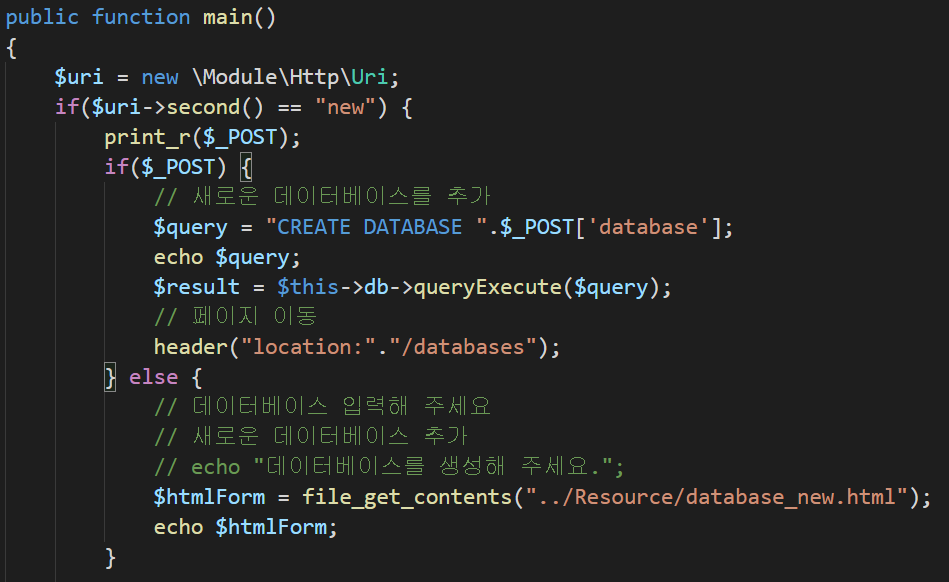 public function main()
{
    $uri = new \Module\Http\Uri;
    if($uri->second() == "new") {
        print_r($_POST);
        if($_POST) {
            // 새로운 데이터베이스를 추가
            $query = "CREATE DATABASE ".$_POST['database'];
            echo $query;
            $result = $this->db->queryExecute($query);
            // 페이지 이동
            header("location:"."/databases");
        } else {
            // 데이터베이스 입력해 주세요
            // 새로운 데이터베이스 추가
            // echo "데이터베이스를 생성해 주세요.";
            $htmlForm = file_get_contents("../Resource/database_new.html");
            echo $htmlForm;
        }